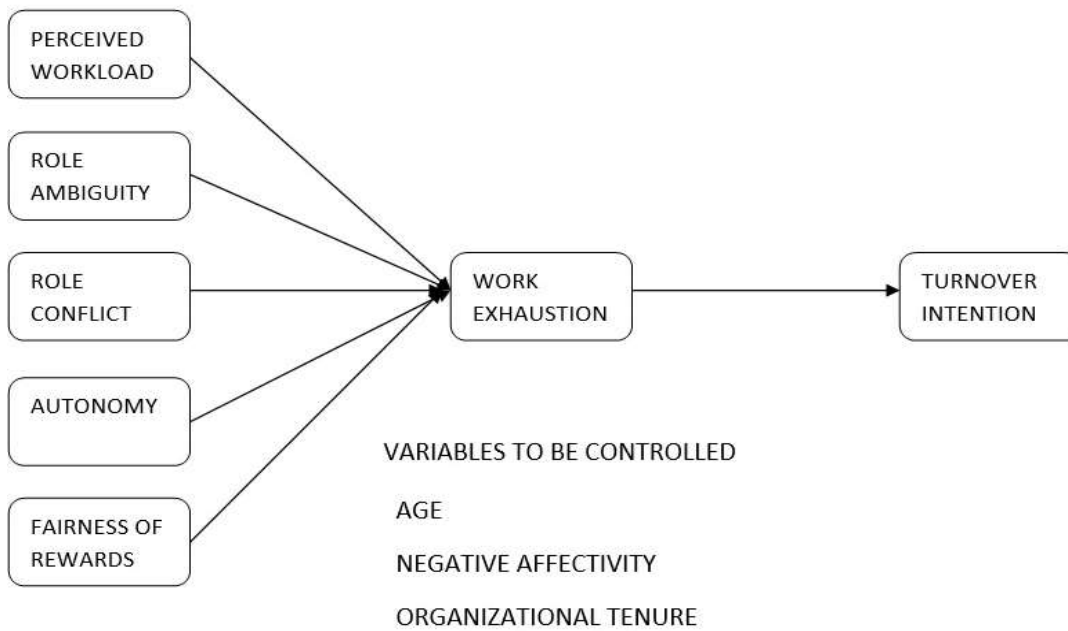 PERCEIVED
WORKLOAD
ROLE
AMBIGUITY
ROLE
CONFLICT
AUTONOMY
FAIRNESS OF
REWARDS
WORK
EXHAUSTION
TURNOVER
INTENTION
VARIABLES TO BE CONTROLLED
AGE
NEGATIVE AFFECTIVITY
ORGANIZATIONAL TENURE